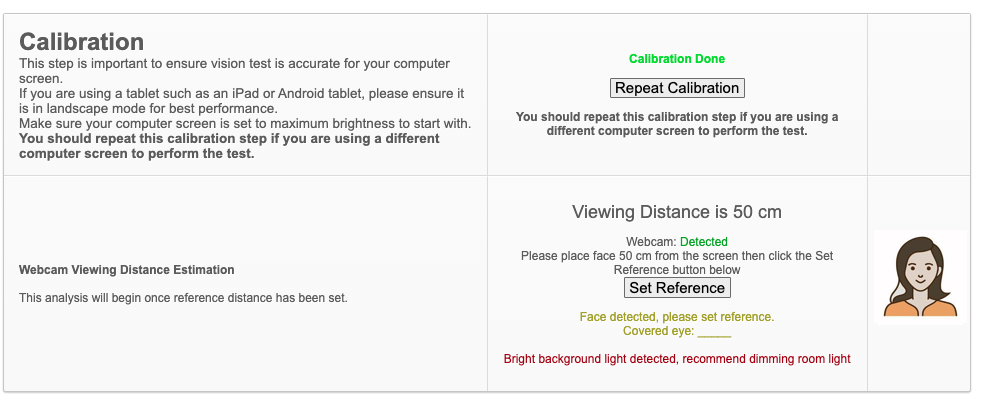 Calibration
This step is important to ensure vision test is accurate for your computer
screen.
If you are using a tablet such as an iPad or Android tablet, please ensure it
is in landscape mode for best performance.
Make sure your computer screen is set to maximum brightness to start with.
You should repeat this calibration step if you are using a different
computer screen to perform the test.
Calibration Done
Repeat Calibration
You should repeat this calibration step if you are using a
different computer screen to perform the test.
Webcam Viewing Distance Estimation
This analysis will begin once reference distance has been set.
Viewing Distance is 50 cm
Webcam: Detected
Please place face 50 cm from the screen then click the Set
Reference button below
Set Reference
Face detected, please set reference.
Covered eye: _____
Bright background light detected, recommend dimming room light